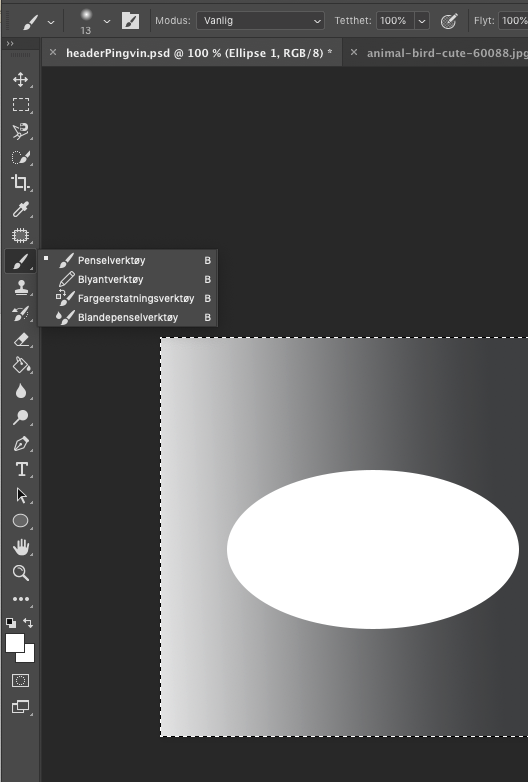 Modus: Vanlig Tetthet: 100% Flyt: 100%
13
headerPingvin.psd @ 100 % (Ellipse 1, RGB/8) * animal-bird-cute-60088.jpg
Penselverktøy B
Blyantverktøy B
Fargeerstatningsverktøy B
Blandepenselverktøy B